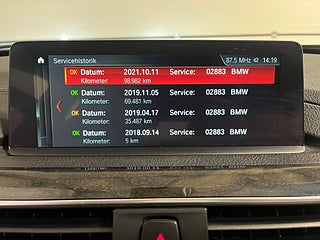 Servicehistorik 87.5 MHz 14:19
OK Datum: 2021.10.11 Service: 02883 BMW
Kilometer: 98.982 km
OK Datum: 2019.11.05 Service: 02883 BMW
Kilometer: 69.481 km
OK Datum: 2019.04.17 Service: 02883 BMW
Kilometer: 35.487 km
OK Datum: 2018.09.14 Service: 02883 BMW
Kilometer: 5 km